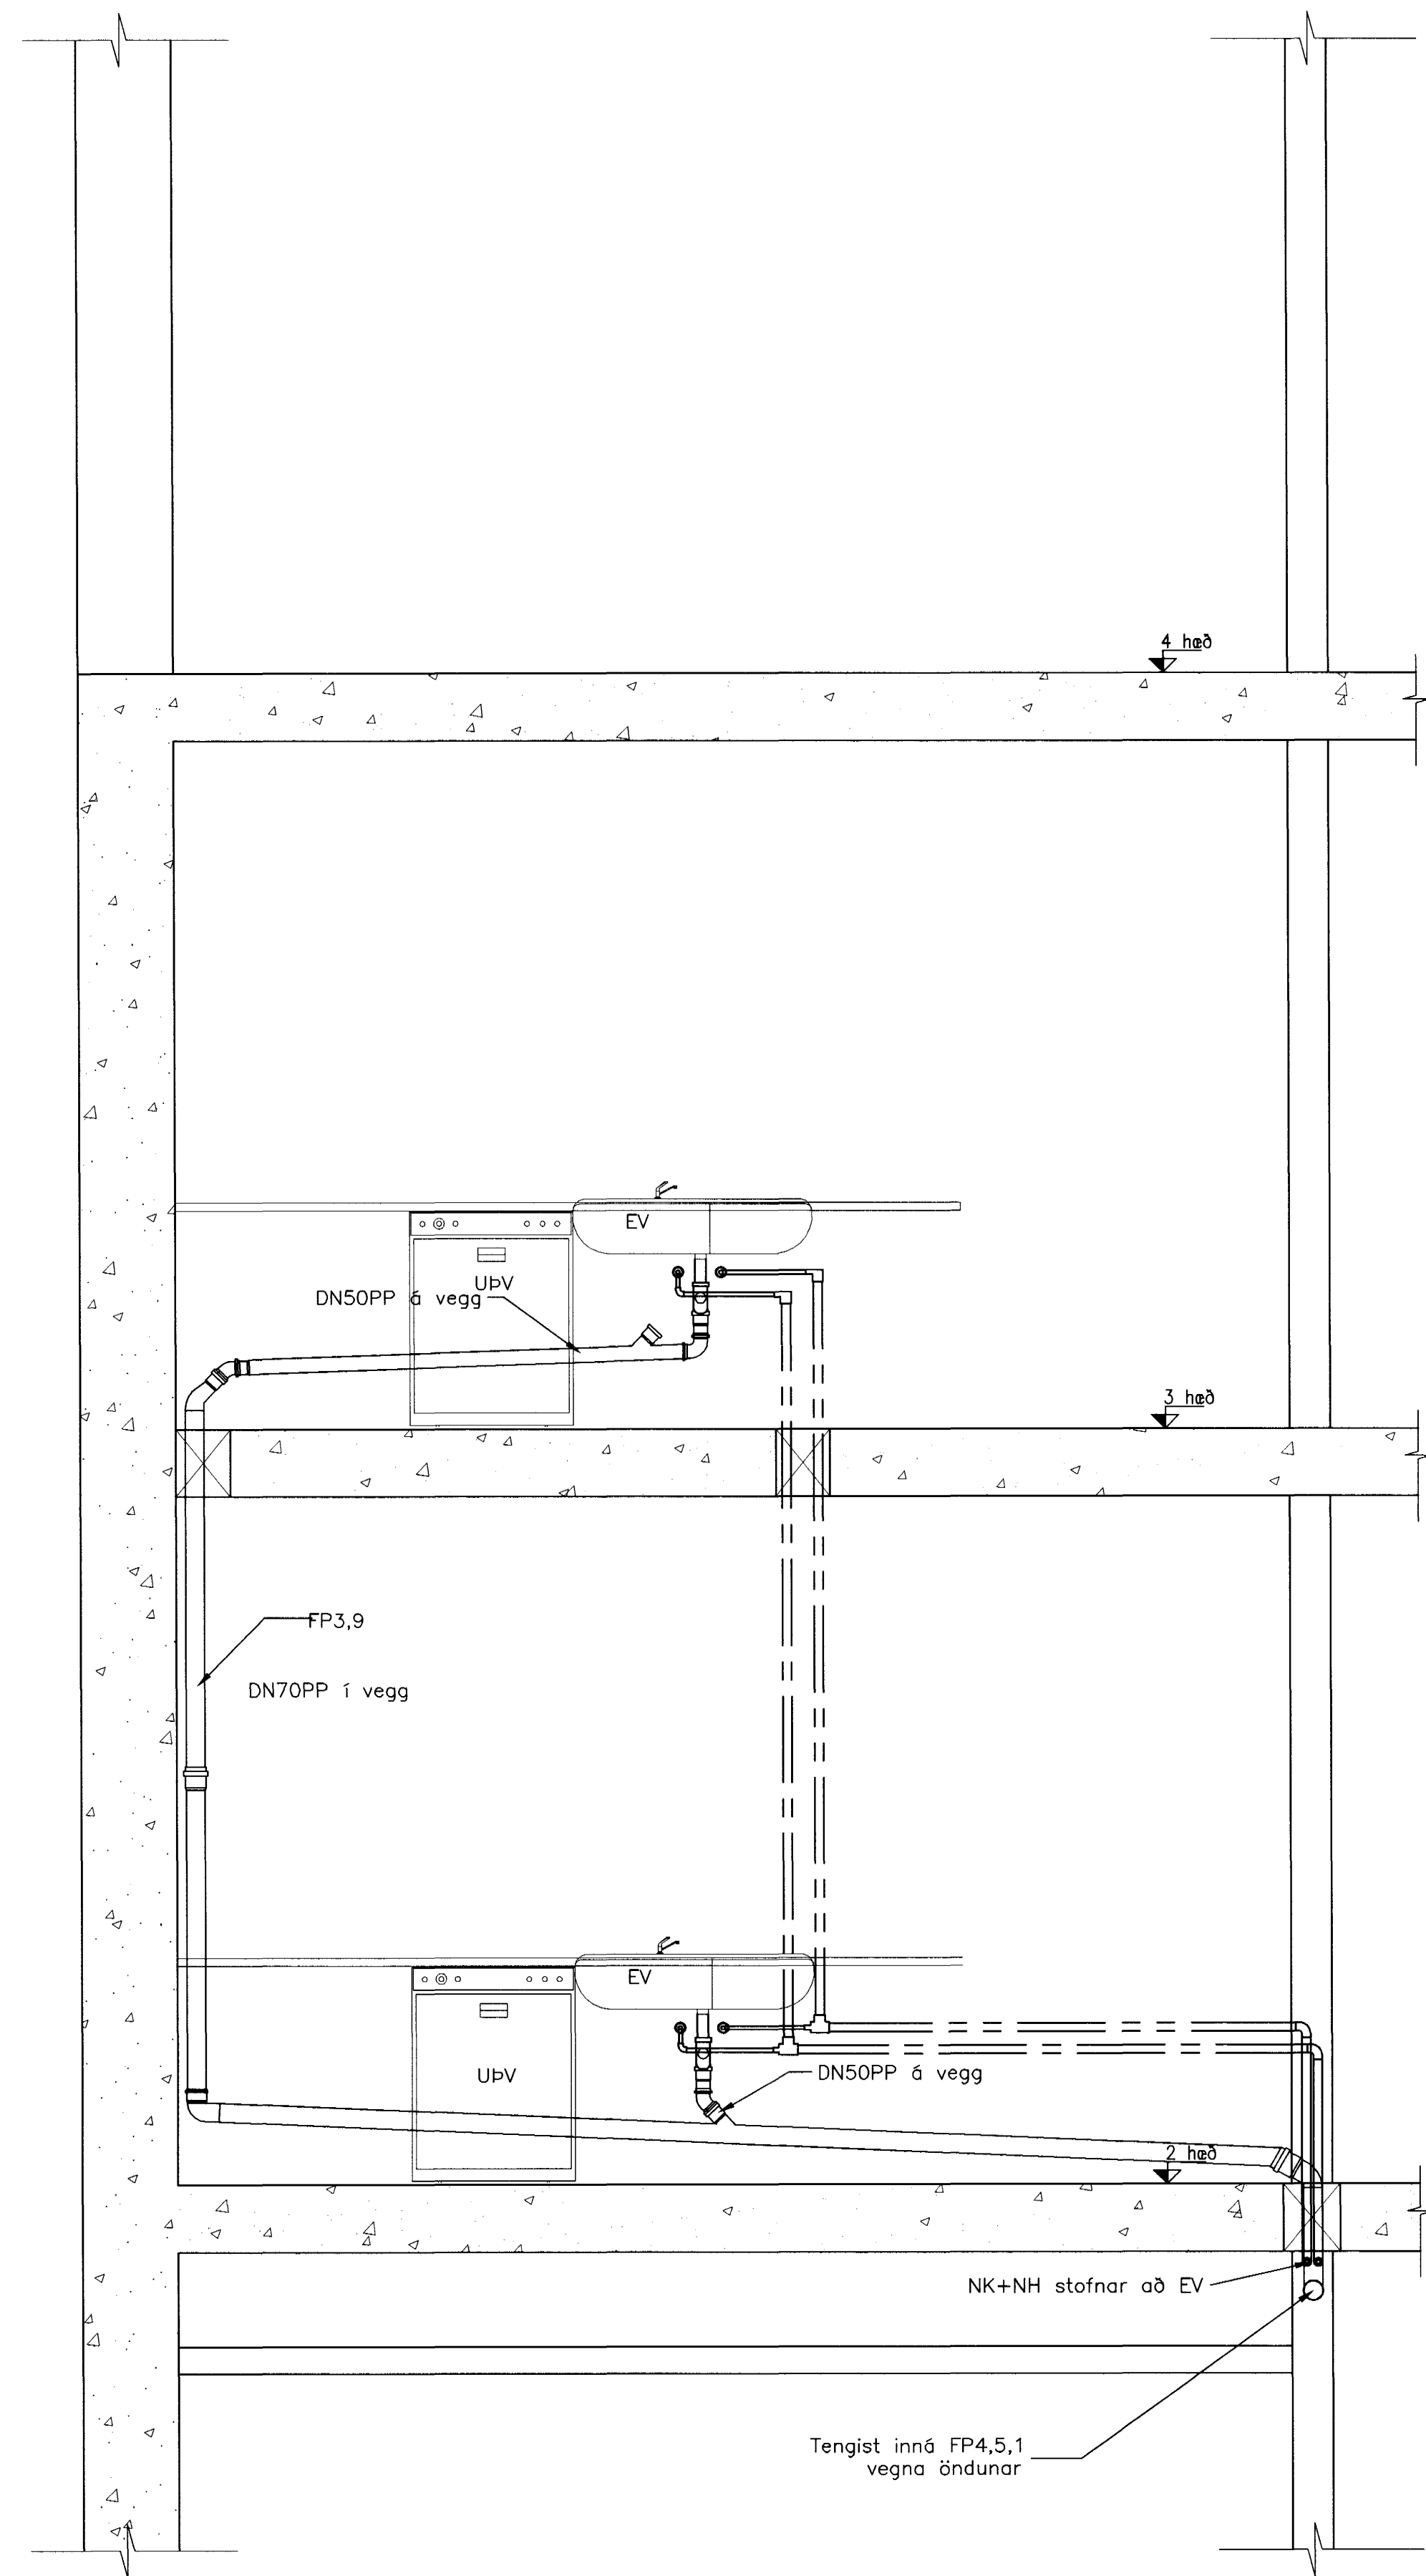 4 hæð
EV
UÞV
DN50PP á vegg
3 hæð
FP3,9
DN70PP í vegg
EV
UÞV
DN50PP á vegg
2 hæð
NK+NH stofnar að EV
Tengist inná FP4,5,1
vegna öndunar